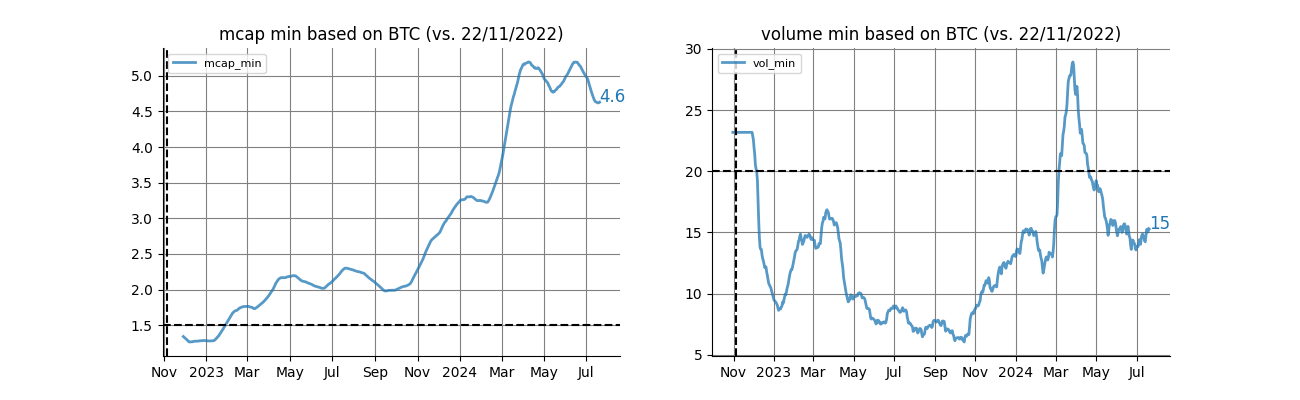 mcap min based on BTC (vs. 22/11/2022)
mcap_min
5.0
4.5
4.0
3.5
3.0
2.5
2.0
1.5
4.6
Nov 2023 Mar May Jul Sep Nov 2024 Mar May Jul
volume min based on BTC (vs. 22/11/2022)
vol_min
30
25
20
15
10
5
15
Nov 2023 Mar May Jul Sep Nov 2024 Mar May Jul